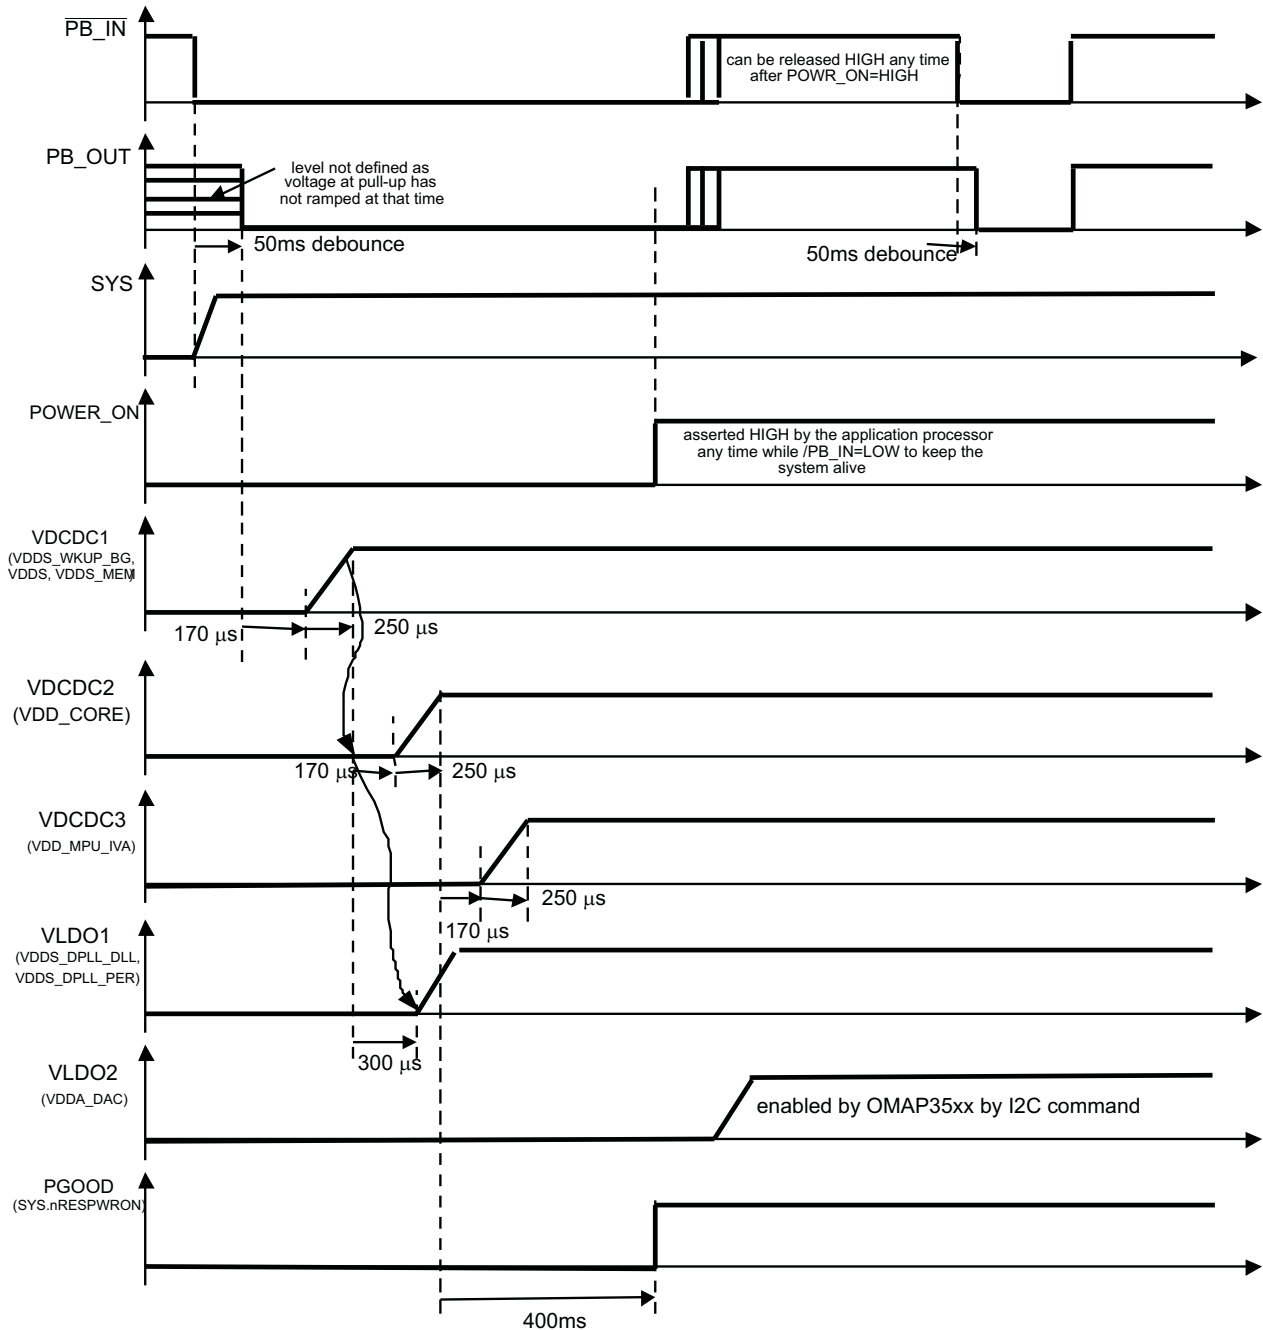 PB_IN
can be released HIGH any time
after POWR_ON=HIGH
PB_OUT
level not defined as
voltage at pull-up has
not ramped at that time
50ms debounce
50ms debounce
SYS
POWER_ON
asserted HIGH by the application processor
any time while /PB_IN=LOW to keep the
system alive
VDCDC1
(VDDS_WKUP_BG,
VDDS, VDDS_MEM)
170 μs
250 μs
VDCDC2
(VDD_CORE)
170 μs
250 μs
VDCDC3
(VDD_MPU_IVA)
250 μs
170 μs
VLDO1
(VDDS_DPLL_DLL,
VDDS_DPLL_PER)
300 μs
VLDO2
(VDDA_DAC)
enabled by OMAP35xx by I2C command
PGOOD
(SYS.nRESPWRON)
400ms